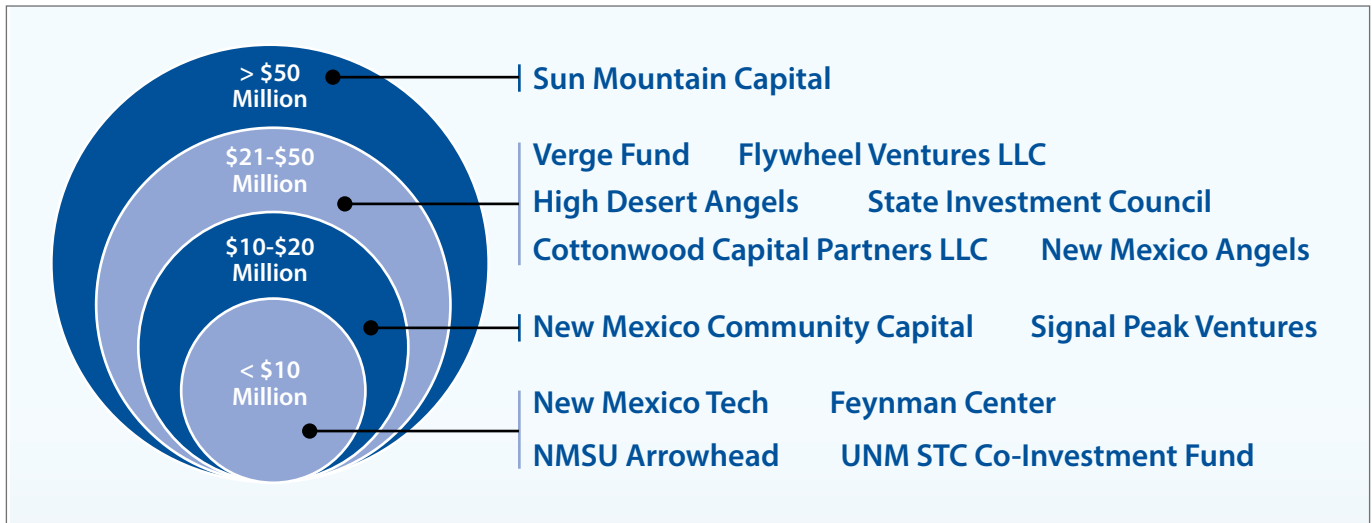 > $50
Million
Sun Mountain Capital
$21-$50
Million
Verge Fund Flywheel Ventures LLC
High Desert Angels State Investment Council
Cottonwood Capital Partners LLC New Mexico Angels
$10-$20
Million
New Mexico Community Capital Signal Peak Ventures
< $10
Million
New Mexico Tech Feynman Center
NMSU Arrowhead UNM STC Co-Investment Fund